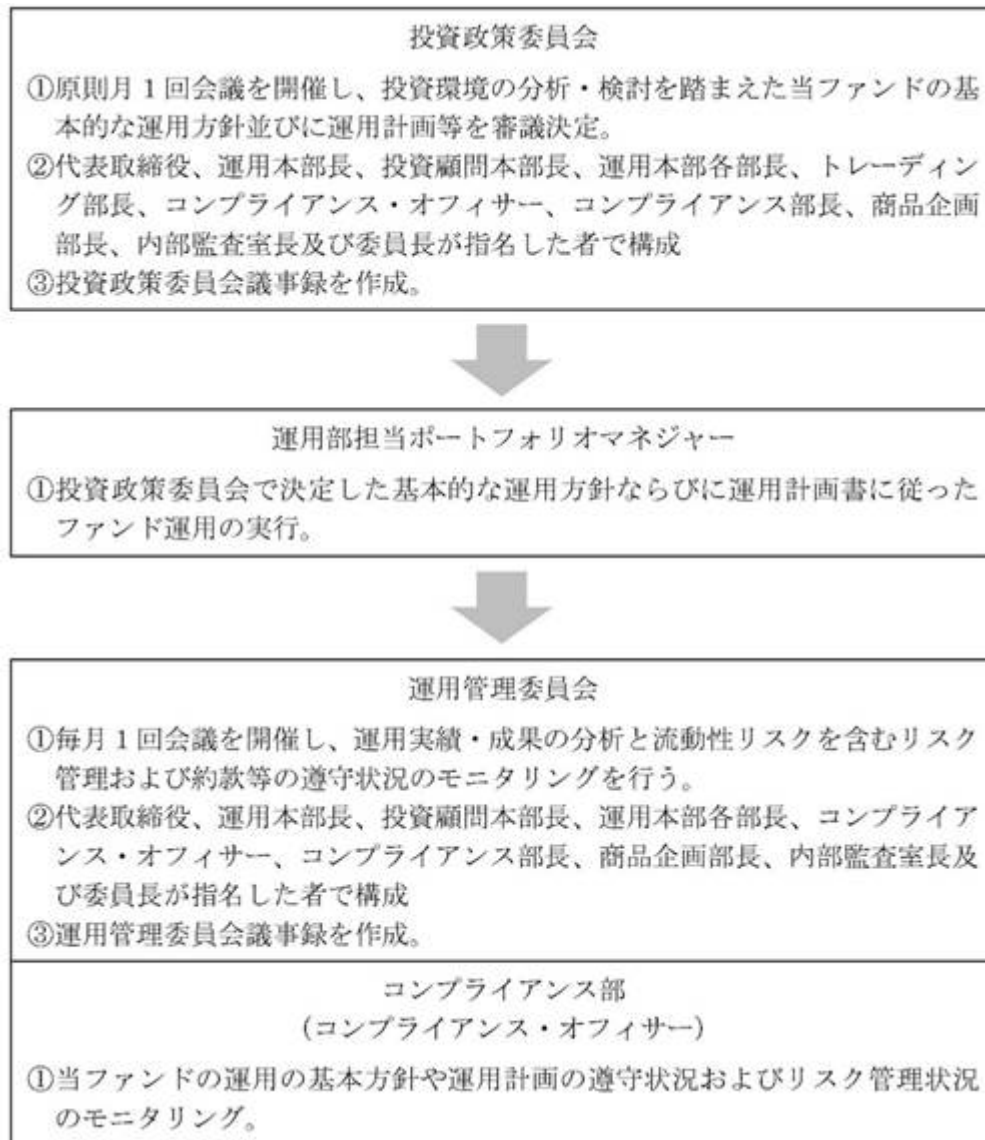 投資政策委員会
①原則月1回会議を開催し、投資環境の分析・検討を踏まえた当ファンドの基
本的な運用方針並びに運用計画等を審議決定。
②代表取締役、運用本部長、投資顧問本部長、運用本部各部長、トレーディン
グ部長、コンプライアンス・オフィサー、コンプライアンス部長、商品企画
部長、内部監査室長及び委員長が指名した者で構成
③投資政策委員会議事録を作成。
運用部担当ポートフォリオマネジャー
①投資政策委員会で決定した基本的な運用方針ならびに運用計画書に従った
ファンド運用の実行。
運用管理委員会
①毎月1回会議を開催し、運用実績・成果の分析と流動性リスクを含むリスク
管理および約款等の遵守状況のモニタリングを行う。
②代表取締役、運用本部長、投資顧問本部長、運用本部各部長、コンプライア
ンス・オフィサー、コンプライアンス部長、商品企画部長、内部監査室長及
び委員長が指名した者で構成
③運用管理委員会議事録を作成。
コンプライアンス部
(コンプライアンス・オフィサー)
①当ファンドの運用の基本方針や運用計画の遵守状況およびリスク管理状況
のモニタリング。